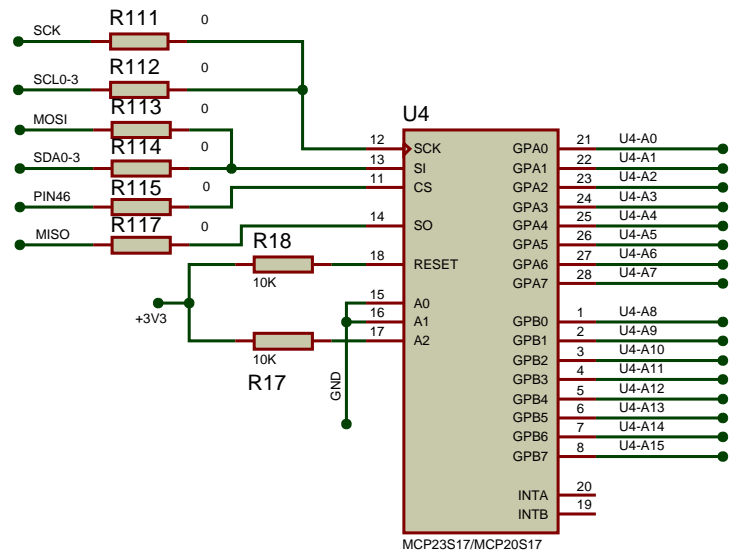 R111
SCK
0
R112
SCL0-3
0
R113
MOSI
0
R114
SDA0-3
0
R115
PIN46
0
R117
MISO
0
R18
10K
+3V3
10K
R17
GND
U4
12 SCK
13 SI
11 CS
14 SO
18 RESET
15 A0
16 A1
17 A2
GPA0 21 U4-A0
GPA1 22 U4-A1
GPA2 23 U4-A2
GPA3 24 U4-A3
GPA4 25 U4-A4
GPA5 26 U4-A5
GPA6 27 U4-A6
GPA7 28 U4-A7
GPB0 1 U4-A8
GPB1 2 U4-A9
GPB2 3 U4-A10
GPB3 4 U4-A11
GPB4 5 U4-A12
GPB5 6 U4-A13
GPB6 7 U4-A14
GPB7 8 U4-A15
INTA 20
INTB 19
MCP23S17/MCP20S17